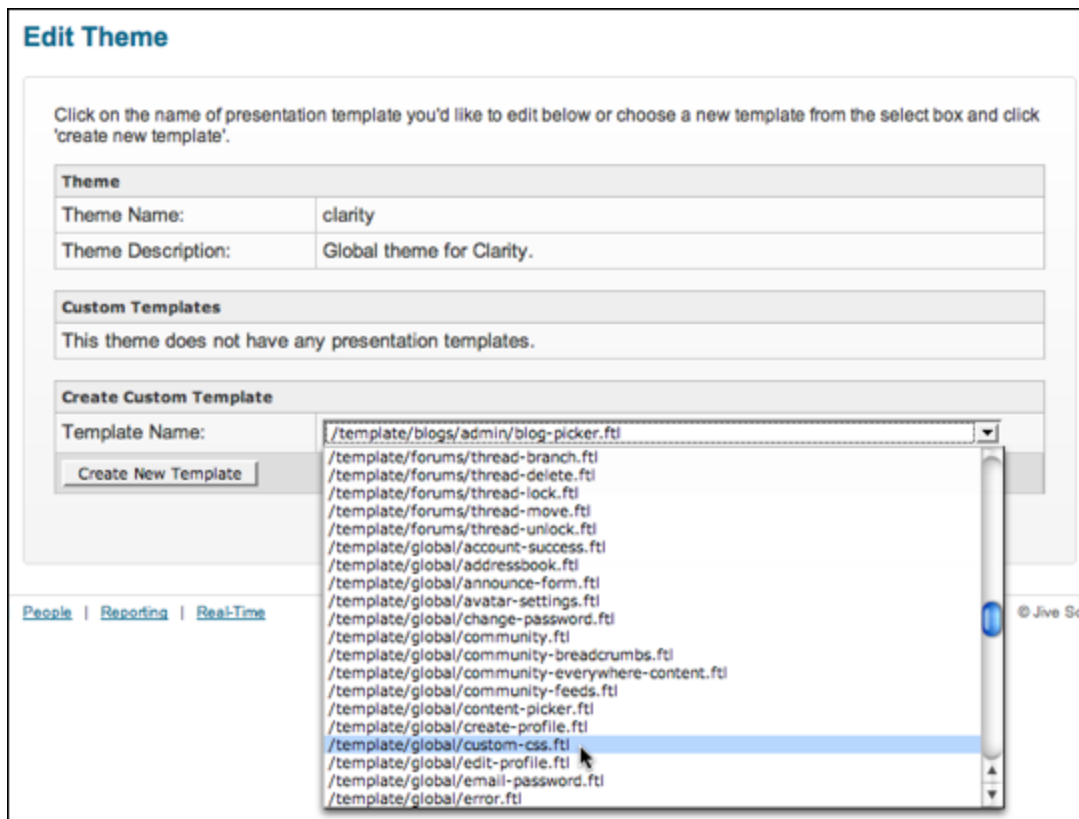 Edit Theme
Click on the name of presentation template you'd like to edit below or choose a new template from the select box and click
'create new template'.
Theme
Theme Name: clarity
Theme Description: Global theme for Clarity.
Custom Templates
This theme does not have any presentation templates.
Create Custom Template
Template Name: /template/blogs/admin/blog-picker.ftl
Create New Template
/template/forums/thread-branch.ftl
/template/forums/thread-delete.ftl
/template/forums/thread-lock.ftl
/template/forums/thread-move.ftl
/template/forums/thread-unlock.ftl
/template/global/account-success.ftl
/template/global/addressbook.ftl
/template/global/announce-form.ftl
/template/global/avatar-settings.ftl
/template/global/change-password.ftl
/template/global/community.ftl
/template/global/community-breadcrumbs.ftl
/template/global/community-everywhere-content.ftl
/template/global/community-feeds.ftl
/template/global/content-picker.ftl
/template/global/create-profile.ftl
/template/global/custom-css.ftl
/template/global/edit-profile.ftl
/template/global/email-password.ftl
/template/global/error.ftl
People | Reporting | Real-Time
© Jive So